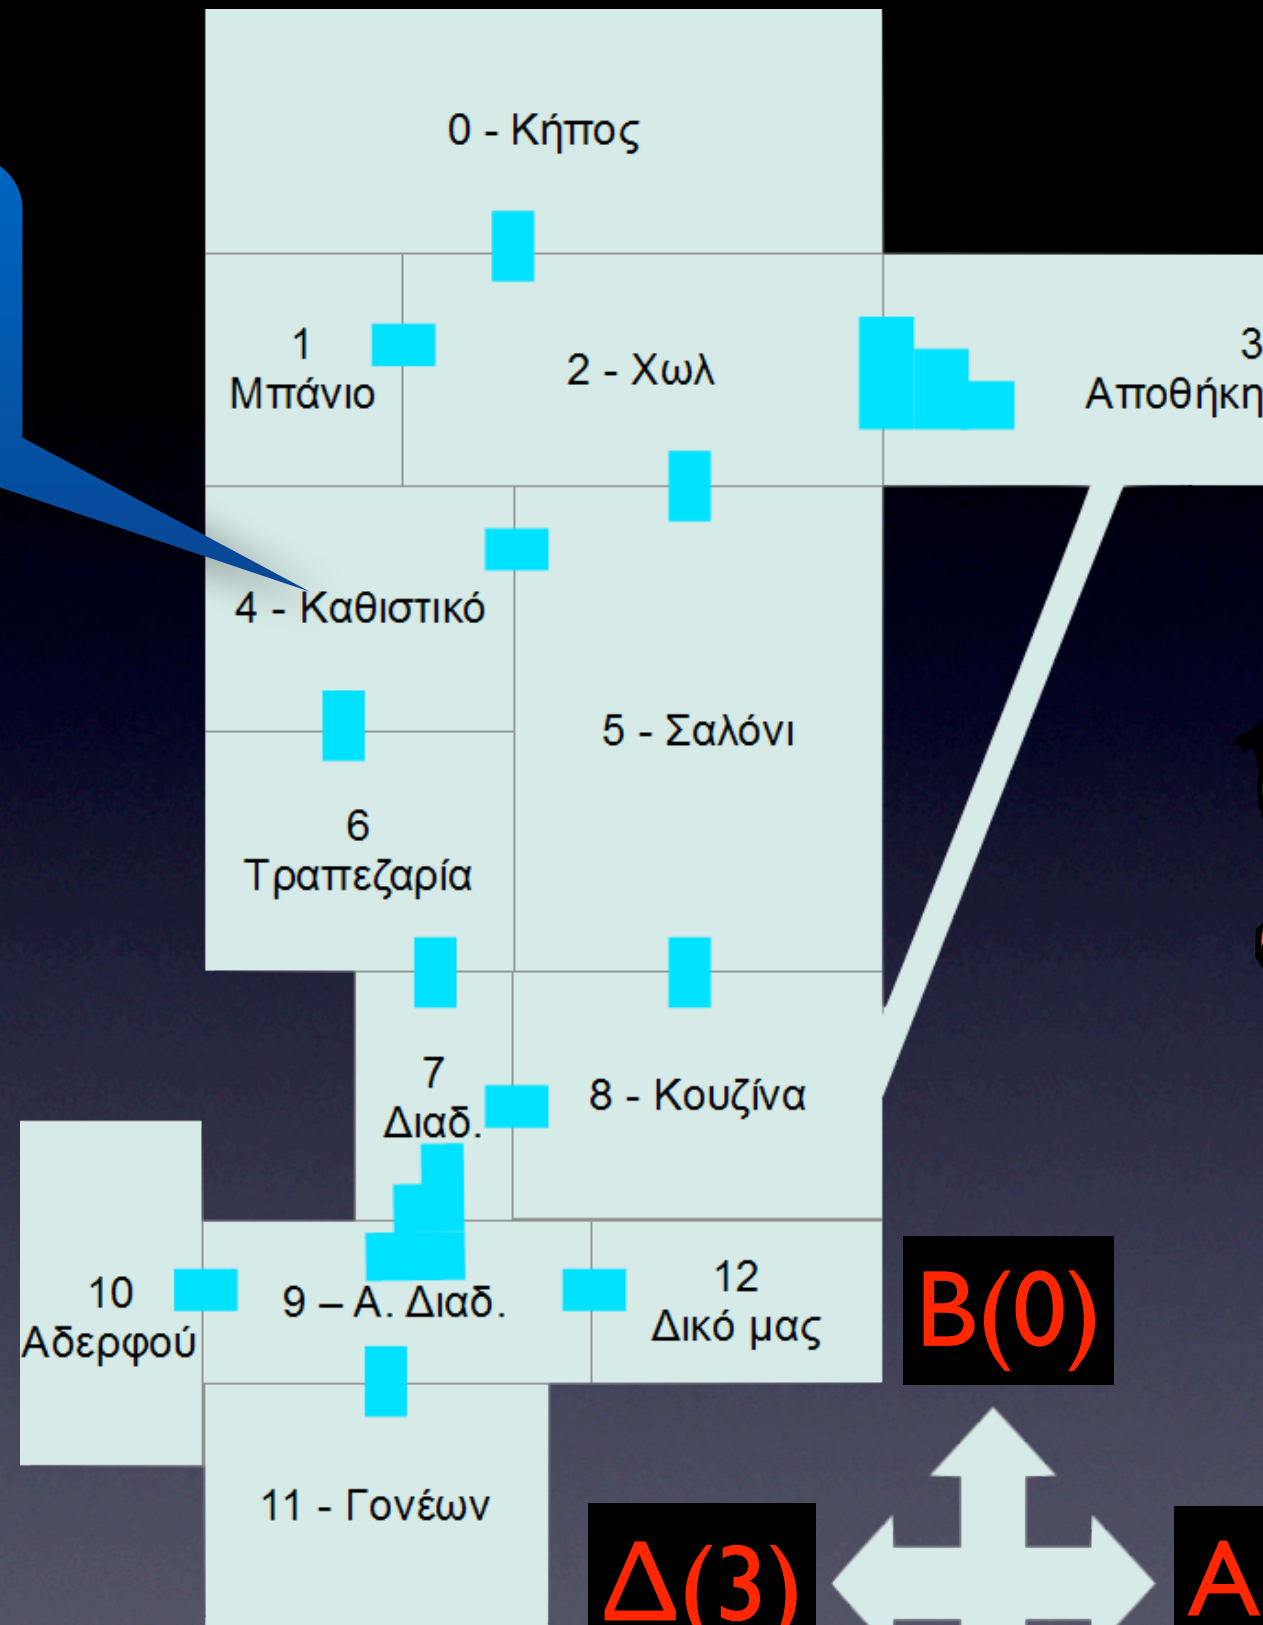 0 - Κήπος
1
Μπάνιο
2 - Χωλ
3
Αποθήκη
4 - Καθιστικό
5 - Σαλόνι
6
Τραπεζαρία
7
Διαδ.
8 - Κουζίνα
10
Αδερφού
9 – Α. Διαδ.
12
Δικό μας
11 - Γονέων
Β(0)
Δ(3)
Α